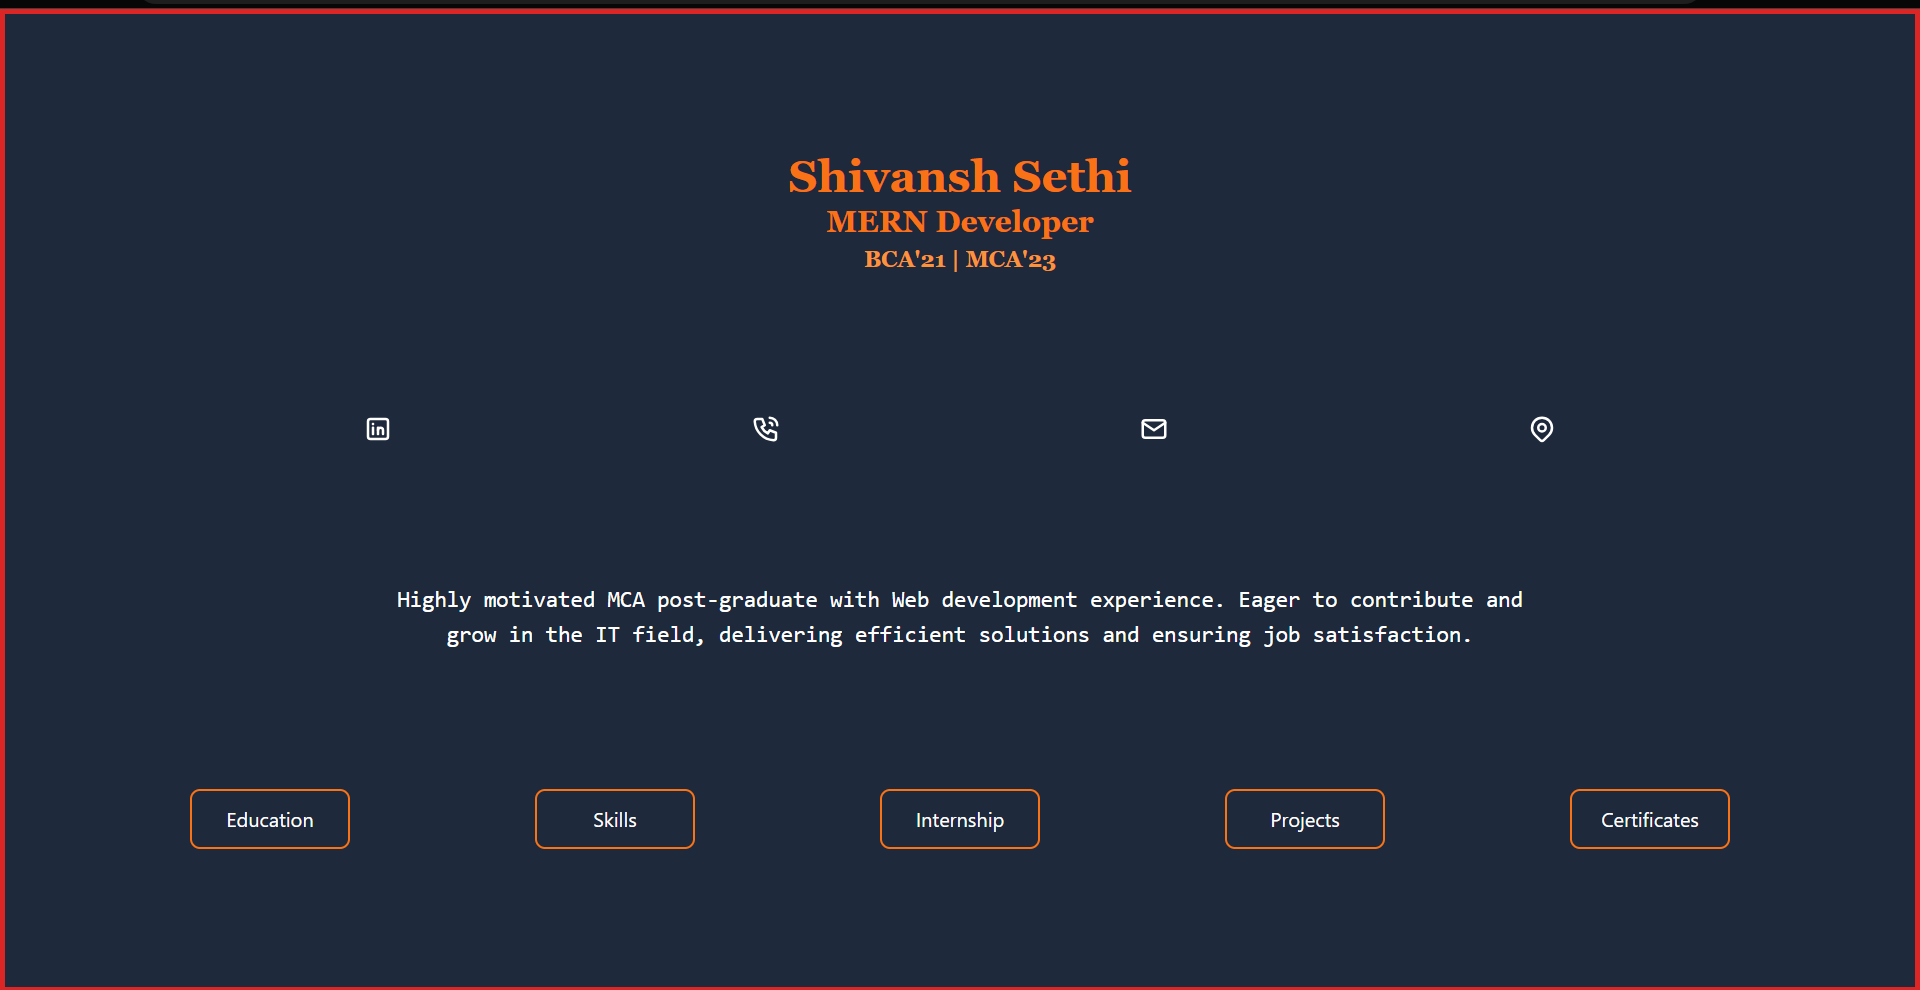 Shivansh Sethi
MERN Developer
BCA'21 | MCA'23
in
Highly motivated MCA post-graduate with Web development experience. Eager to contribute and
grow in the IT field, delivering efficient solutions and ensuring job satisfaction.
Education
Skills
Internship
Projects
Certificates